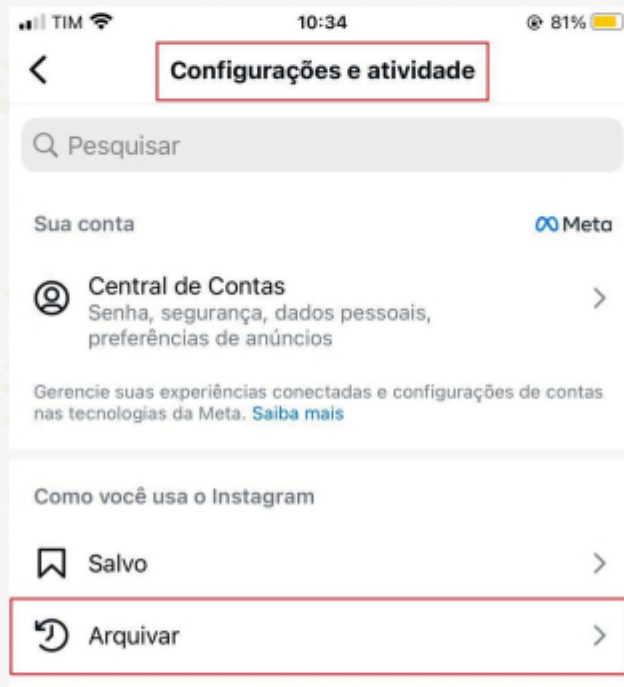 TIM 10:34 81%
Configurações e atividade
Pesquisar
Sua conta Meta
Central de Contas
Senha, segurança, dados pessoais,
preferências de anúncios
Gerencie suas experiências conectadas e configurações de contas
nas tecnologias da Meta. Saiba mais
Como você usa o Instagram
Salvo
Arquivar